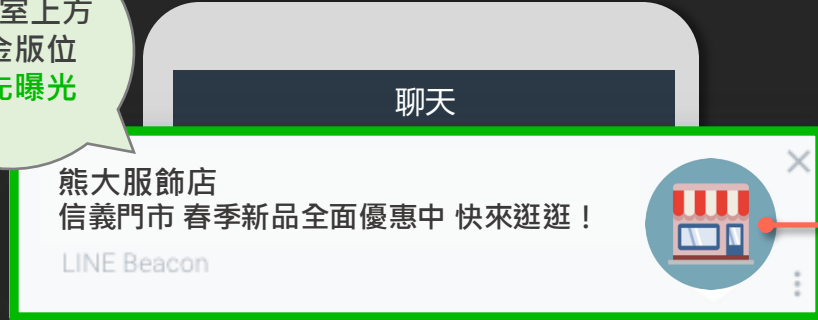 室上方
金版位
先曝光
聊天
熊大服飾店
信義門市 春季新品全面優惠中 快來逛逛！
LINE Beacon